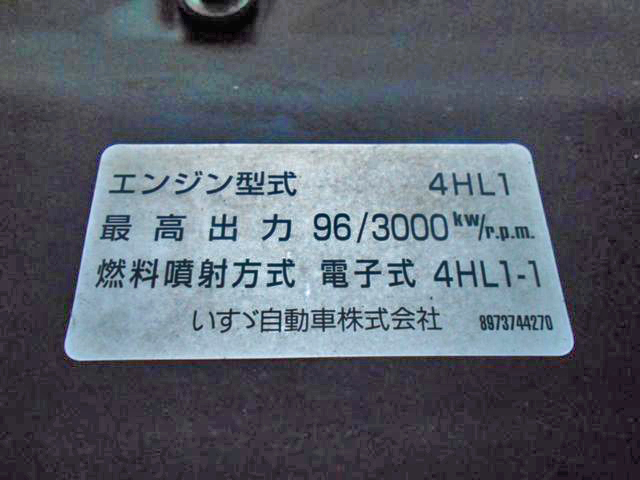 エンジン型式 4HL1
最高出力 96/3000 kw/r.p.m.
燃料噴射方式 電子式 4HL1-1
いすゞ自動車株式会社 8973744270